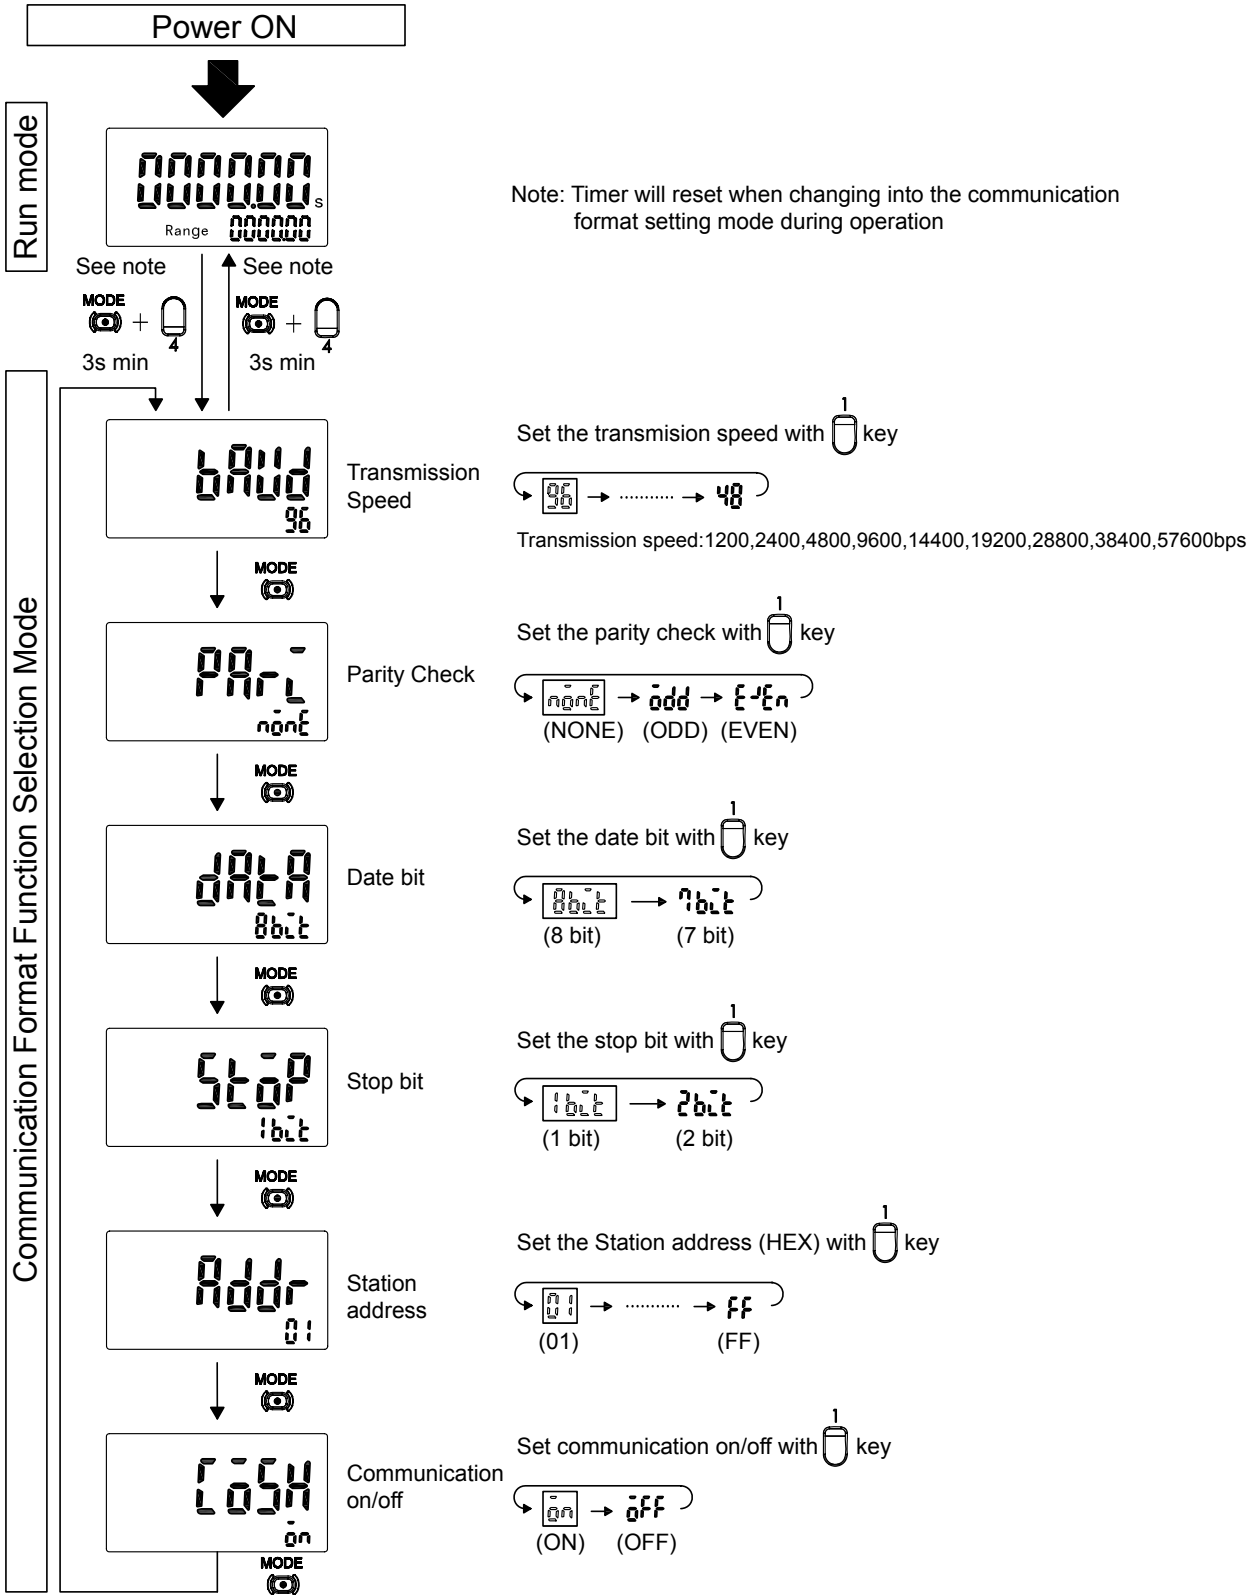 Power ON
Run mode
000000
s
Range 000000
Note: Timer will reset when changing into the communication
format setting mode during operation
See note
See note
MODE
+
4
MODE
+
4
3s min
3s min
Communication Format Function Selection Mode
bAUd
96
Transmission
Speed
Set the transmision speed with 1 key
96 → ··········· → 48
Transmission speed:1200,2400,4800,9600,14400,19200,28800,38400,57600bps
MODE
PAri
nonE
Parity Check
Set the parity check with 1 key
nonE → odd → EvEn
(NONE) (ODD) (EVEN)
MODE
dAtA
8bit
Date bit
Set the date bit with 1 key
8bit → 7bit
(8 bit) (7 bit)
MODE
StoP
1bit
Stop bit
Set the stop bit with 1 key
1bit → 2bit
(1 bit) (2 bit)
MODE
Addr
01
Station
address
Set the Station address (HEX) with 1 key
01 → ··········· → FF
(01) (FF)
MODE
on
Communication
on/off
Set communication on/off with 1 key
on → oFF
(ON) (OFF)
MODE